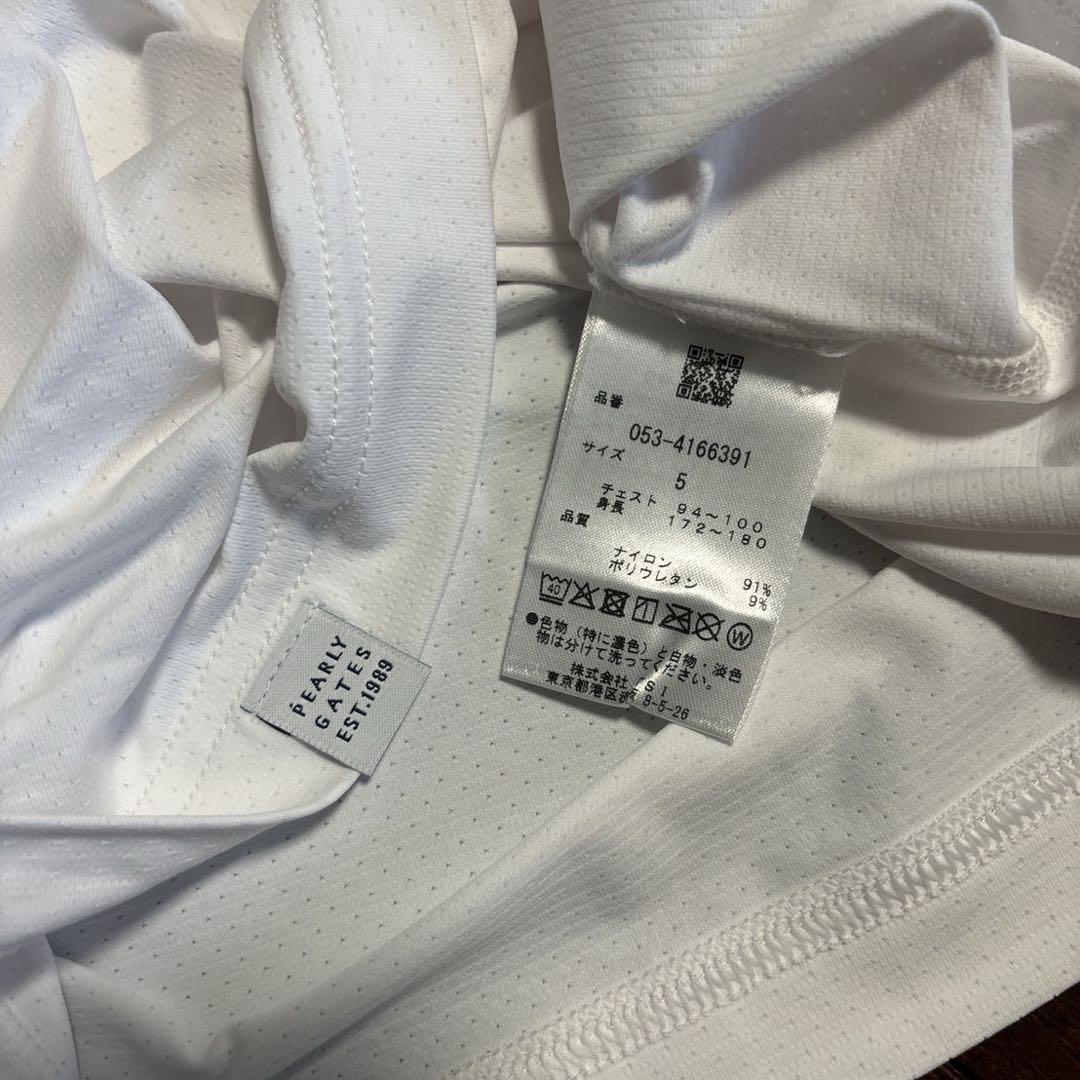 品番
053-4166391
サイズ
5
チェスト 94～100
身長 172～180
品質
ナイロン 91%
ポリウレタン 9%
40
W
●色物（特に濃色）と白物・淡色
物は分けて洗ってください。
株式会社 SI
東京都港区 8-5-26
PEARLY
GATES
EST.1989